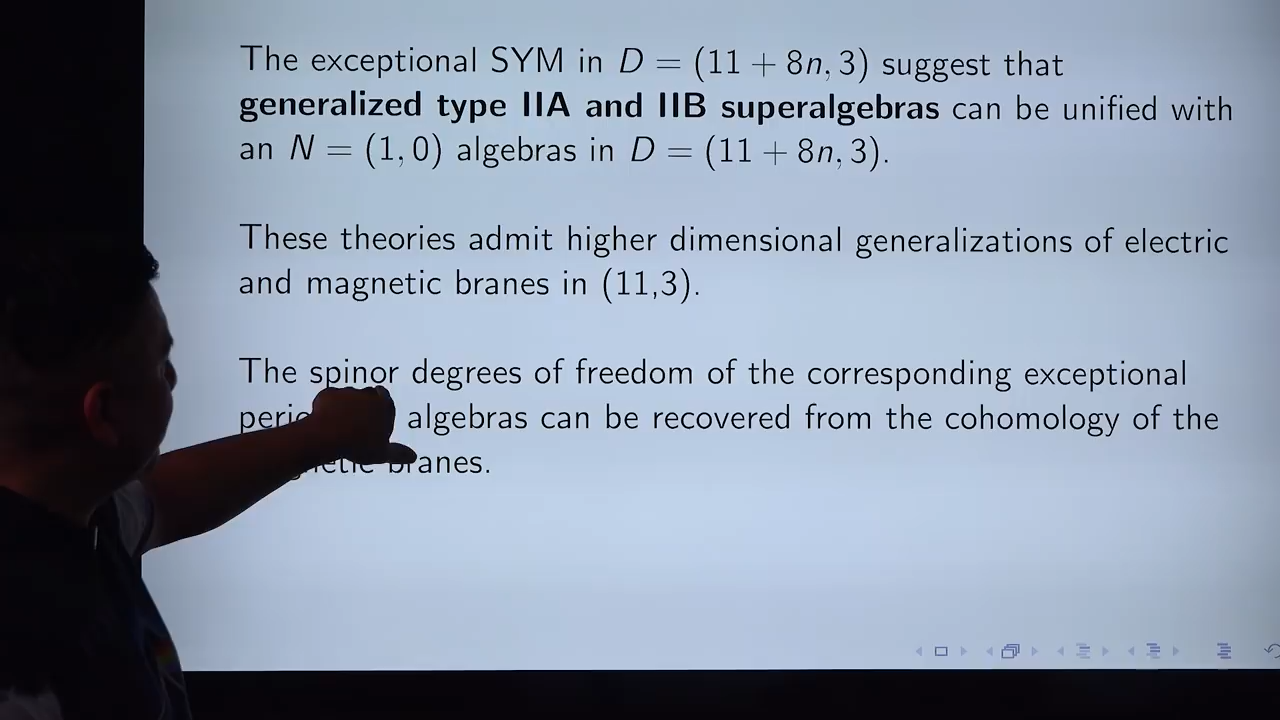 The exceptional SYM in D = (11 + 8n, 3) suggest that
generalized type IIA and IIB superalgebras can be unified with
an N = (1, 0) algebras in D = (11 + 8n, 3).
These theories admit higher dimensional generalizations of electric
and magnetic branes in (11,3).
The spinor degrees of freedom of the corresponding exceptional
algebras can be recovered from the cohomology of the
branes.